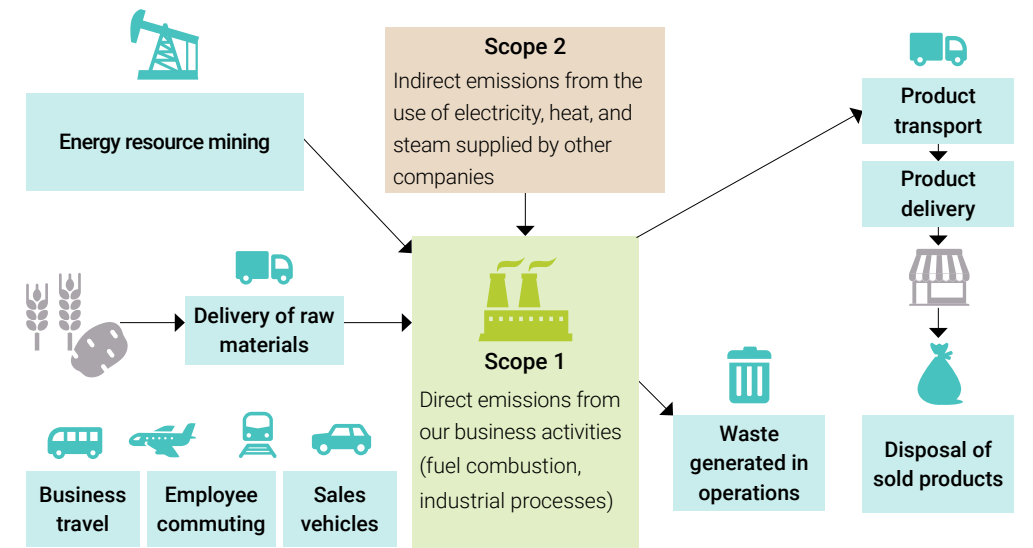 Energy resource mining
Scope 2
Indirect emissions from the
use of electricity, heat, and
steam supplied by other
companies
Product
transport
Product
delivery
Delivery of raw
materials
Scope 1
Direct emissions from
our business activities
(fuel combustion,
industrial processes)
Business
travel
Employee
commuting
Sales
vehicles
Waste
generated in
operations
Disposal of
sold products